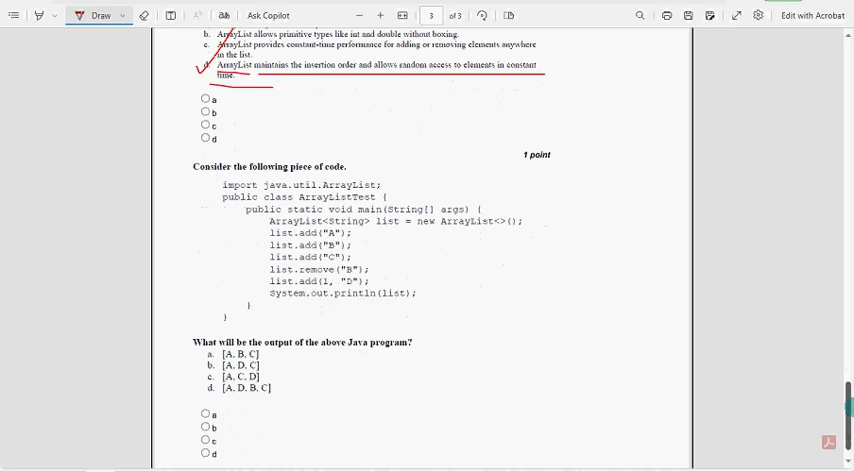 Draw
Ask Copilot
3
of 3
Edit with Acrobat
b. ArrayList allows primitive types like int and double without boxing.
c. ArrayList provides constant-time performance for adding or removing elements anywhere
in the list.
d. ArrayList maintains the insertion order and allows random access to elements in constant
time.
a
b
c
d
1 point
Consider the following piece of code.
import java.util.ArrayList;
public class ArrayListTest {
public static void main(String[] args) {
ArrayList<String> list = new ArrayList<>();
list.add("A");
list.add("B");
list.add("C");
list.remove("B");
list.add(1, "D");
System.out.println(list);
}
}
What will be the output of the above Java program?
a. [A, B, C]
b. [A, D, C]
c. [A, C, D]
d. [A, D, B, C]
a
b
c
d